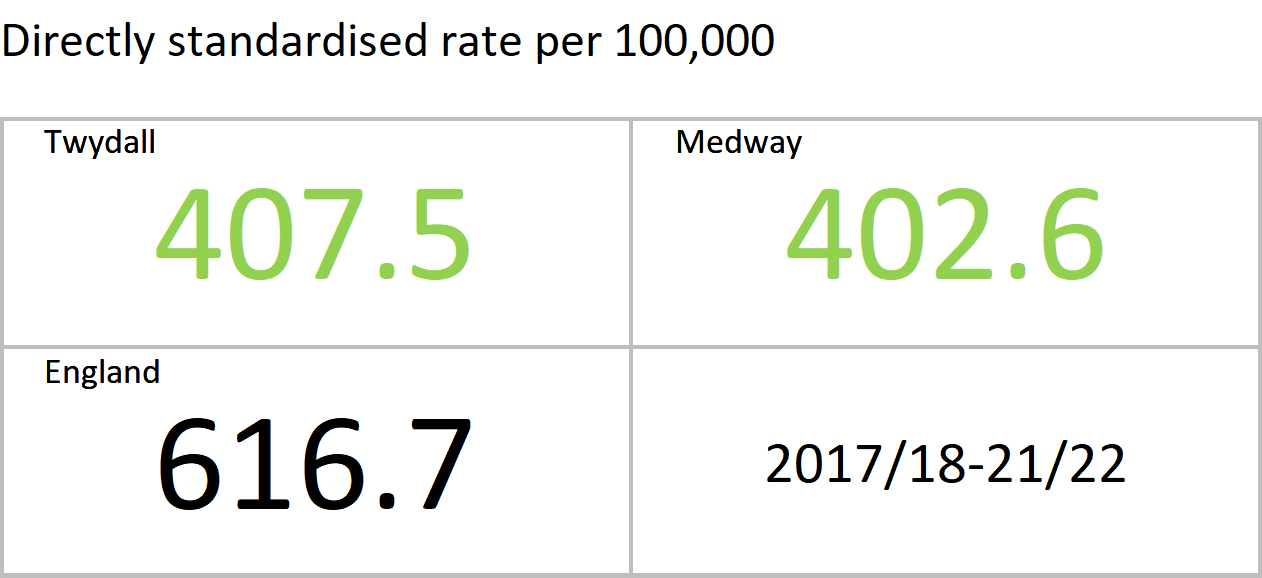 Directly standardised rate per 100,000
Twydall
407.5
Medway
402.6
England
616.7
2017/18-21/22